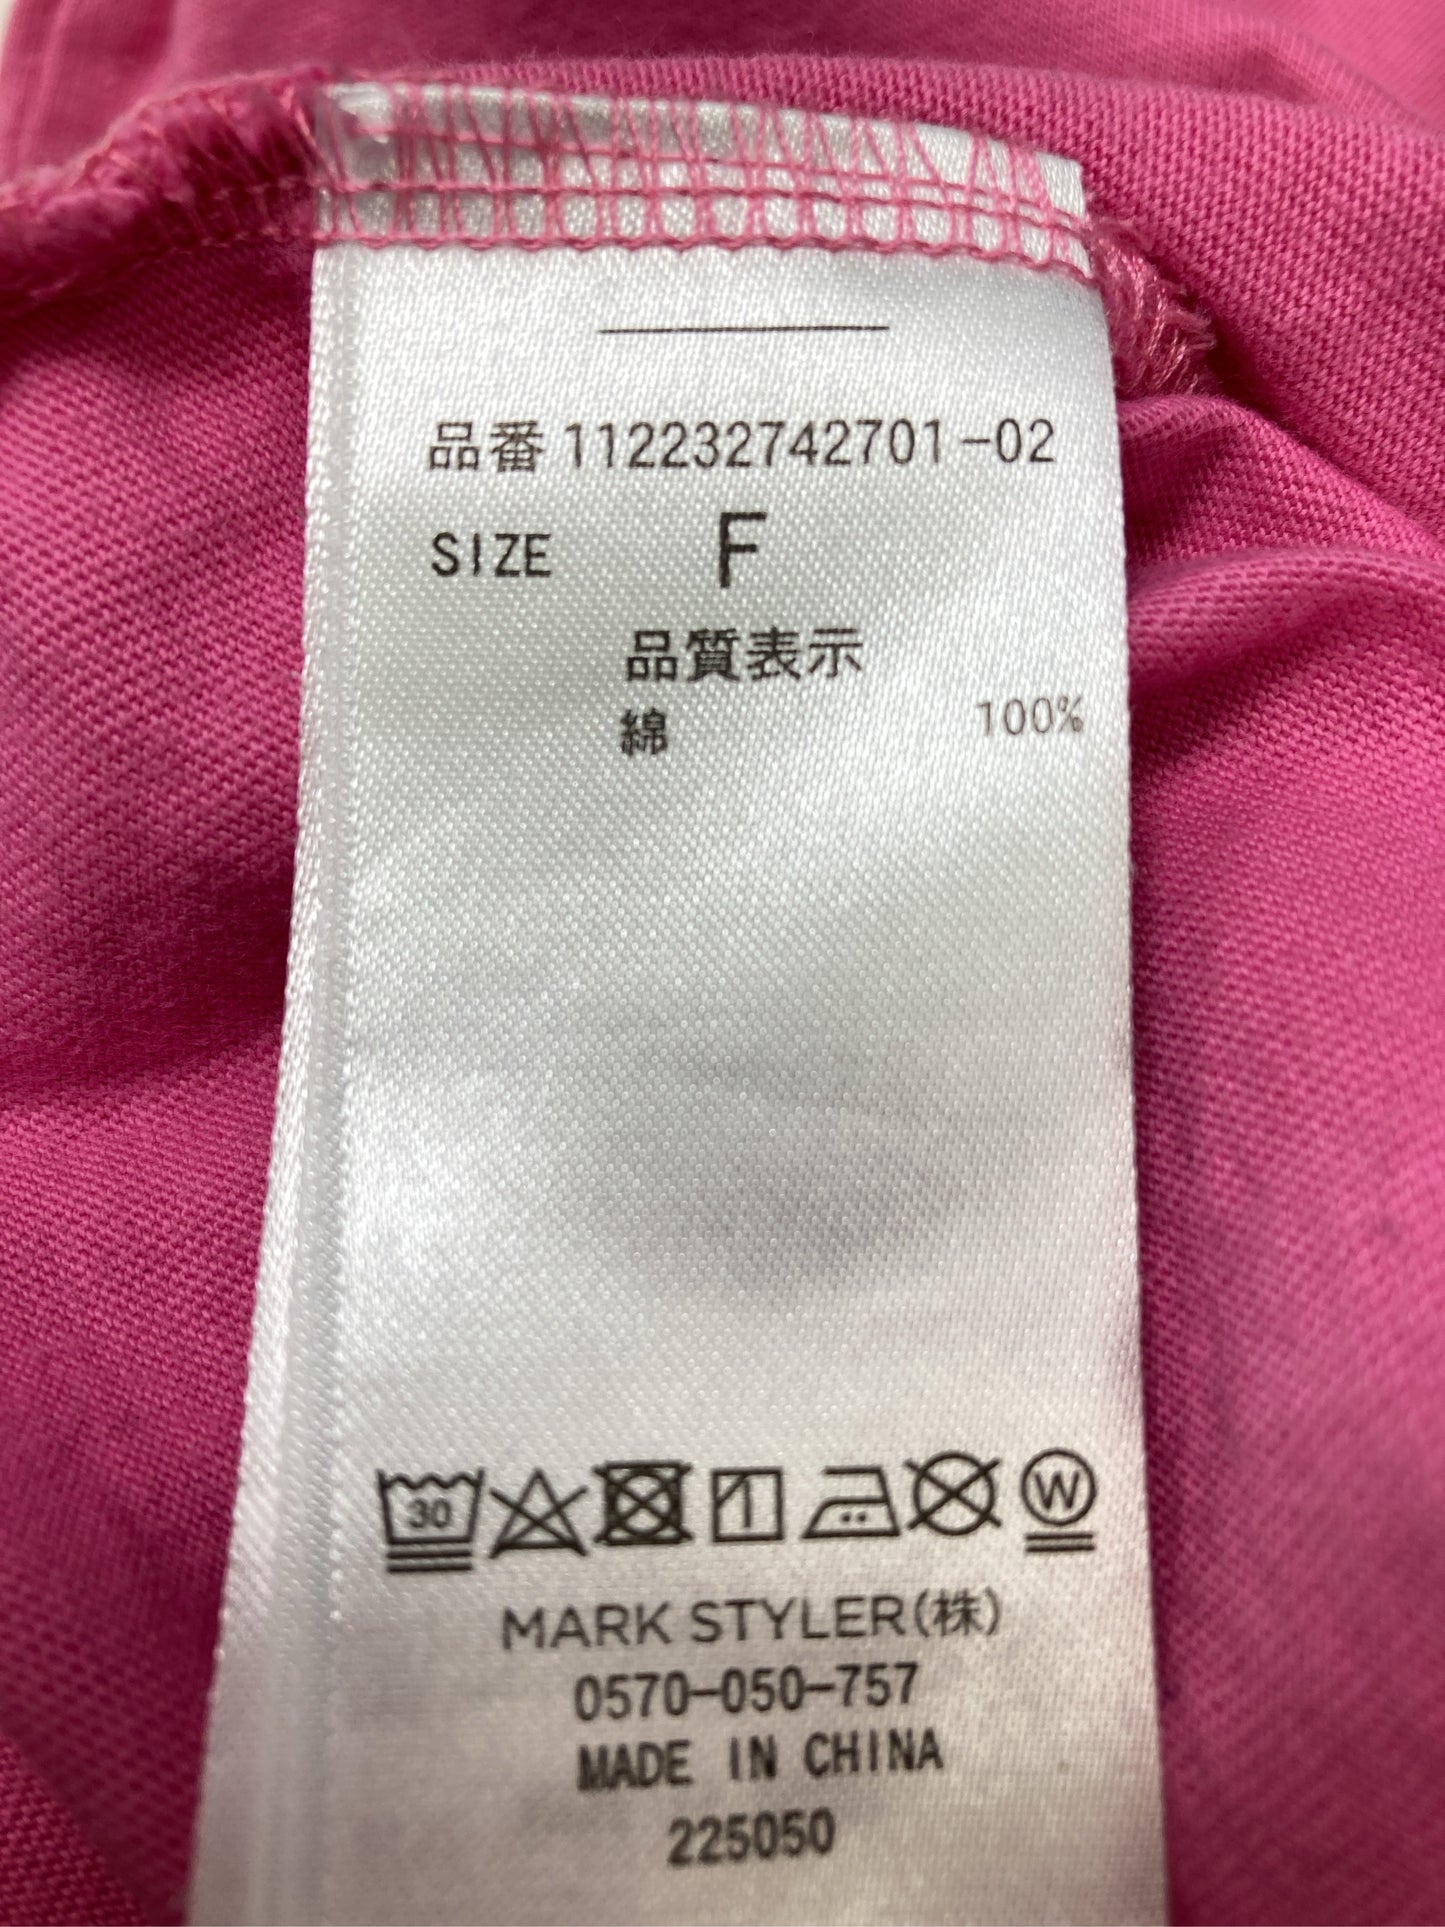 品番 112232742701-02
SIZE F
品質表示
綿 100%
30 W
MARK STYLER(株)
0570-050-757
MADE IN CHINA
225050